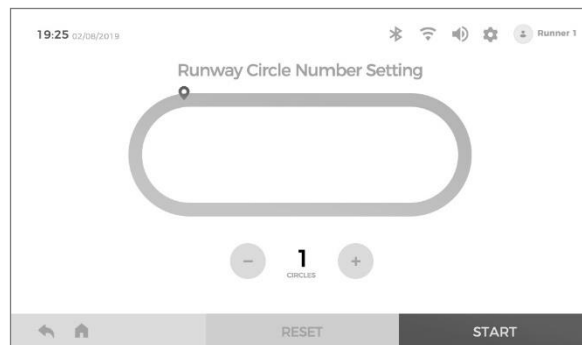 19:25 02/08/2019 Runner 1
Runway Circle Number Setting
− 1 +
CIRCLES
RESET START